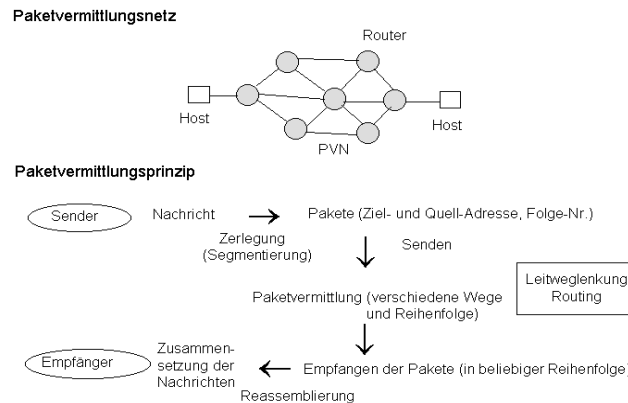 Paketvermittlungsnetz
Router
Host
Host
PVN
Paketvermittlungsprinzip
Sender
Nachricht
Pakete (Ziel- und Quell-Adresse, Folge-Nr.)
Zerlegung
(Segmentierung)
Senden
Leitweglenkung
Routing
Paketvermittlung (verschiedene Wege
und Reihenfolge)
Empfänger
Zusammen-
setzung der
Nachrichten
Empfangen der Pakete (in beliebiger Reihenfolge)
Reassemblierung